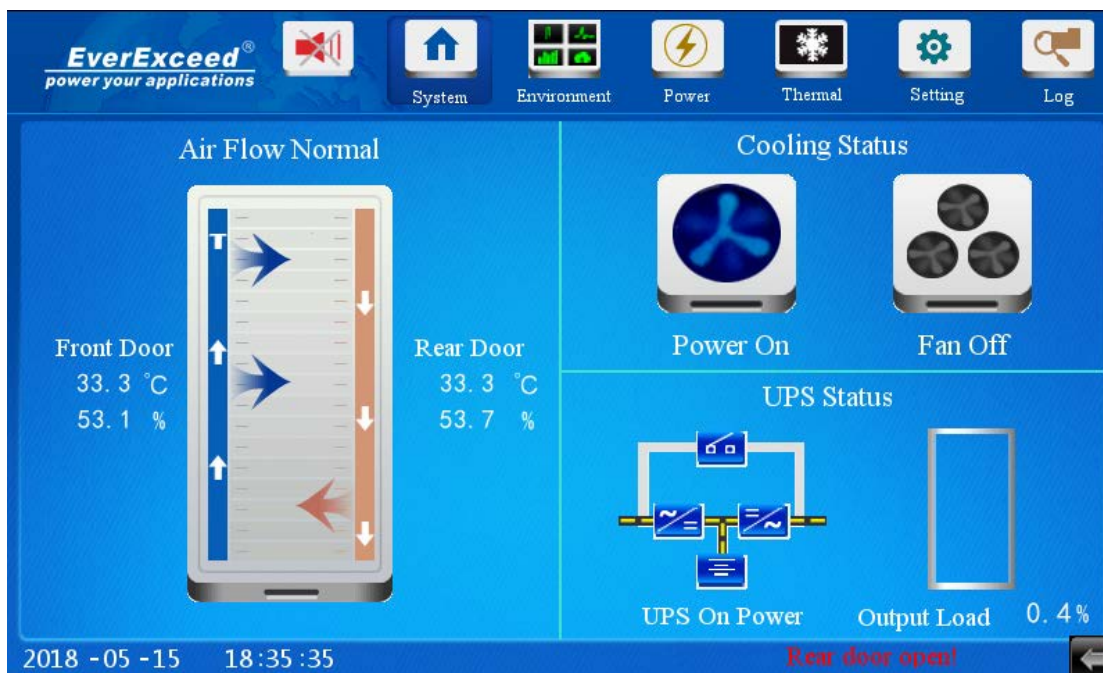 EverExceed®
power your applications
System
Environment
Power
Thermal
Setting
Log
Air Flow Normal
Front Door
33.3 °C
53.1 %
Rear Door
33.3 °C
53.7 %
Cooling Status
Power On
Fan Off
UPS Status
UPS On Power
Output Load 0.4%
2018-05-15 18:35:35
Rear door open!